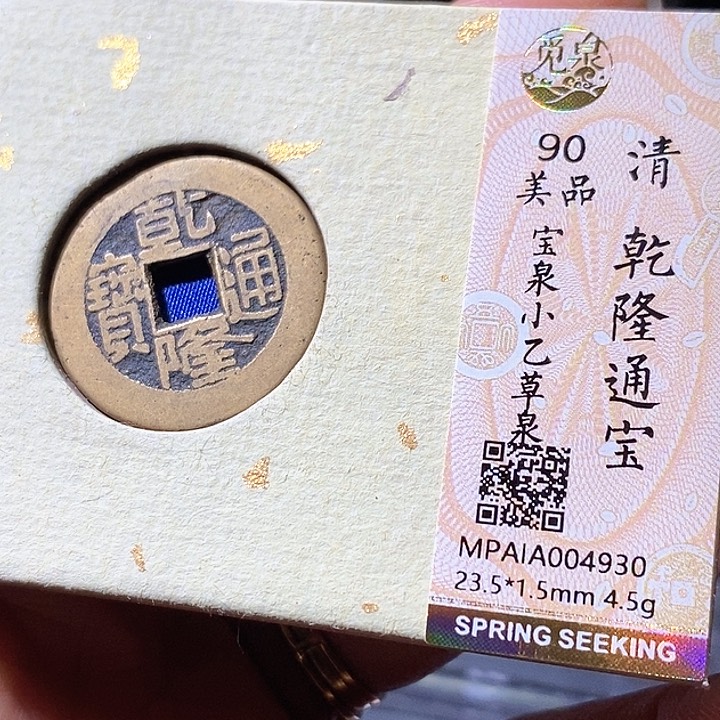 乾隆通寶
觅泉
清 乾隆通宝
90
美品
宝泉小乙草泉
MPAIA004930
23.5*1.5mm 4.5g
SPRING SEEKING